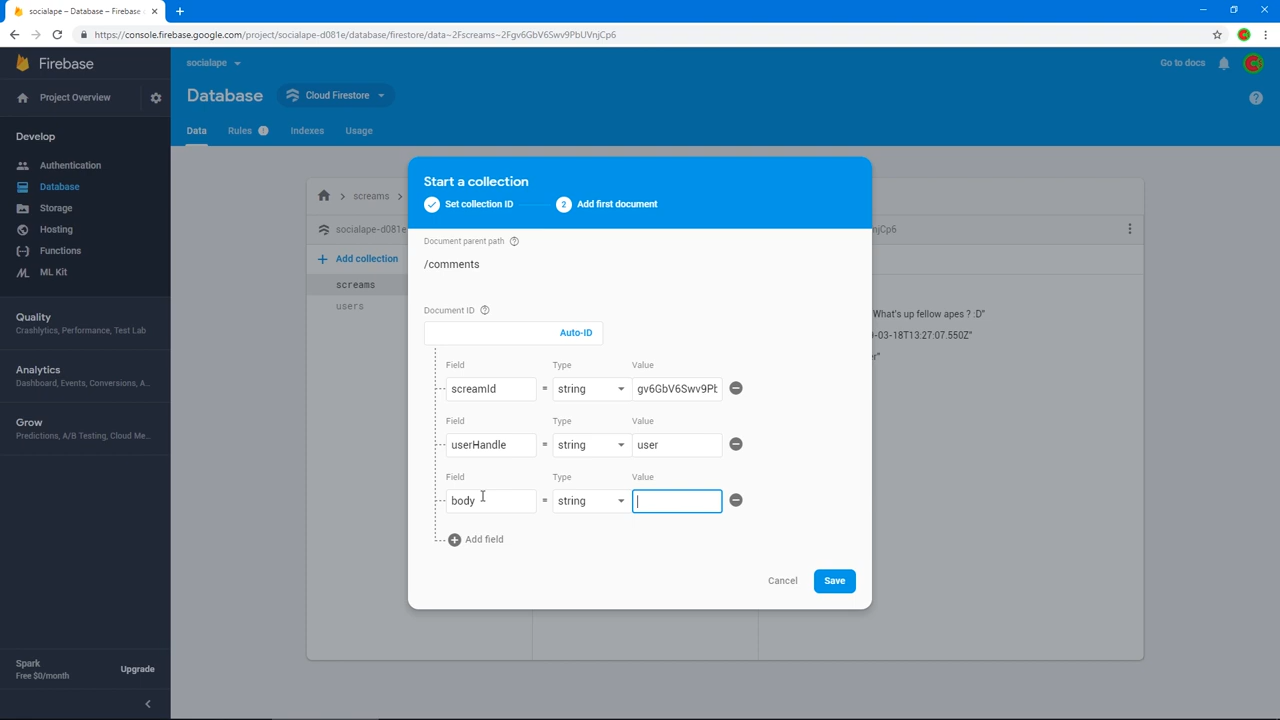 socialape – Database – Firebase
https://console.firebase.google.com/project/socialape-d081e/database/firestore/data~2Fscreams~2Fgv6GbV6Swv9PbUVnjCp6
Firebase
socialape
Go to docs
Project Overview
Database
Cloud Firestore
Data
Rules
Indexes
Usage
Develop
Authentication
Database
Storage
Hosting
Functions
ML Kit
Quality
Crashlytics, Performance, Test Lab
Analytics
Dashboard, Events, Conversions, A...
Grow
Predictions, A/B Testing, Cloud Me...
Spark
Free $0/month
Upgrade
screams
socialape-d081e
njCp6
Add collection
screams
users
What's up fellow apes ? :D"
-03-18T13:27:07.550Z"
Start a collection
Set collection ID
2
Add first document
Document parent path
/comments
Document ID
Auto-ID
Field
Type
Value
screamId
=
string
gv6GbV6Swv9Pb
Field
Type
Value
userHandle
=
string
user
Field
Type
Value
body
=
string
Add field
Cancel
Save